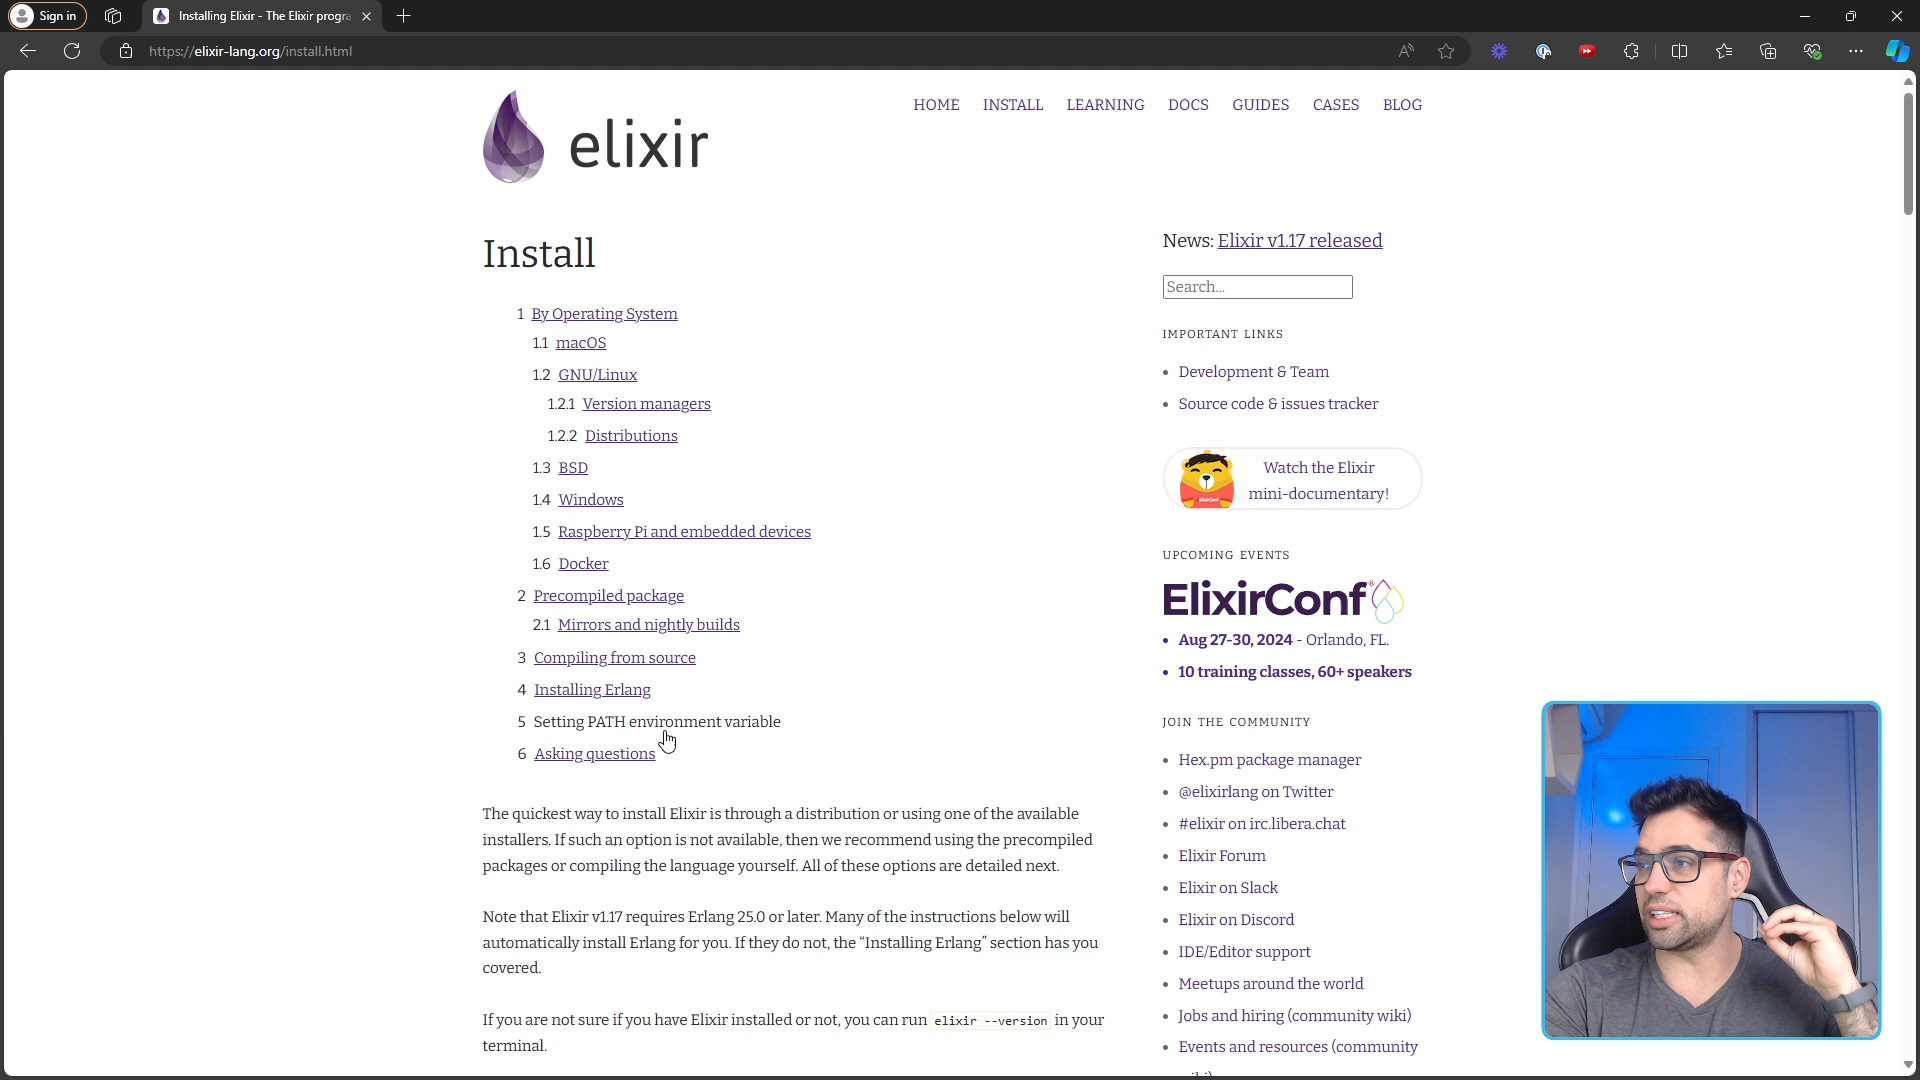 Sign in
Installing Elixir - The Elixir progra
https://elixir-lang.org/install.html
elixir
HOME INSTALL LEARNING DOCS GUIDES CASES BLOG
Install
1 By Operating System
1.1 macOS
1.2 GNU/Linux
1.2.1 Version managers
1.2.2 Distributions
1.3 BSD
1.4 Windows
1.5 Raspberry Pi and embedded devices
1.6 Docker
2 Precompiled package
2.1 Mirrors and nightly builds
3 Compiling from source
4 Installing Erlang
5 Setting PATH environment variable
6 Asking questions
The quickest way to install Elixir is through a distribution or using one of the available
installers. If such an option is not available, then we recommend using the precompiled
packages or compiling the language yourself. All of these options are detailed next.
Note that Elixir v1.17 requires Erlang 25.0 or later. Many of the instructions below will
automatically install Erlang for you. If they do not, the “Installing Erlang” section has you
covered.
If you are not sure if you have Elixir installed or not, you can run elixir --version in your
terminal.
News: Elixir v1.17 released
Search...
IMPORTANT LINKS
• Development & Team
• Source code & issues tracker
Watch the Elixir
mini-documentary!
UPCOMING EVENTS
ElixirConf®
• Aug 27-30, 2024 - Orlando, FL.
• 10 training classes, 60+ speakers
JOIN THE COMMUNITY
• Hex.pm package manager
• @elixirlang on Twitter
• #elixir on irc.libera.chat
• Elixir Forum
• Elixir on Slack
• Elixir on Discord
• IDE/Editor support
• Meetups around the world
• Jobs and hiring (community wiki)
• Events and resources (community